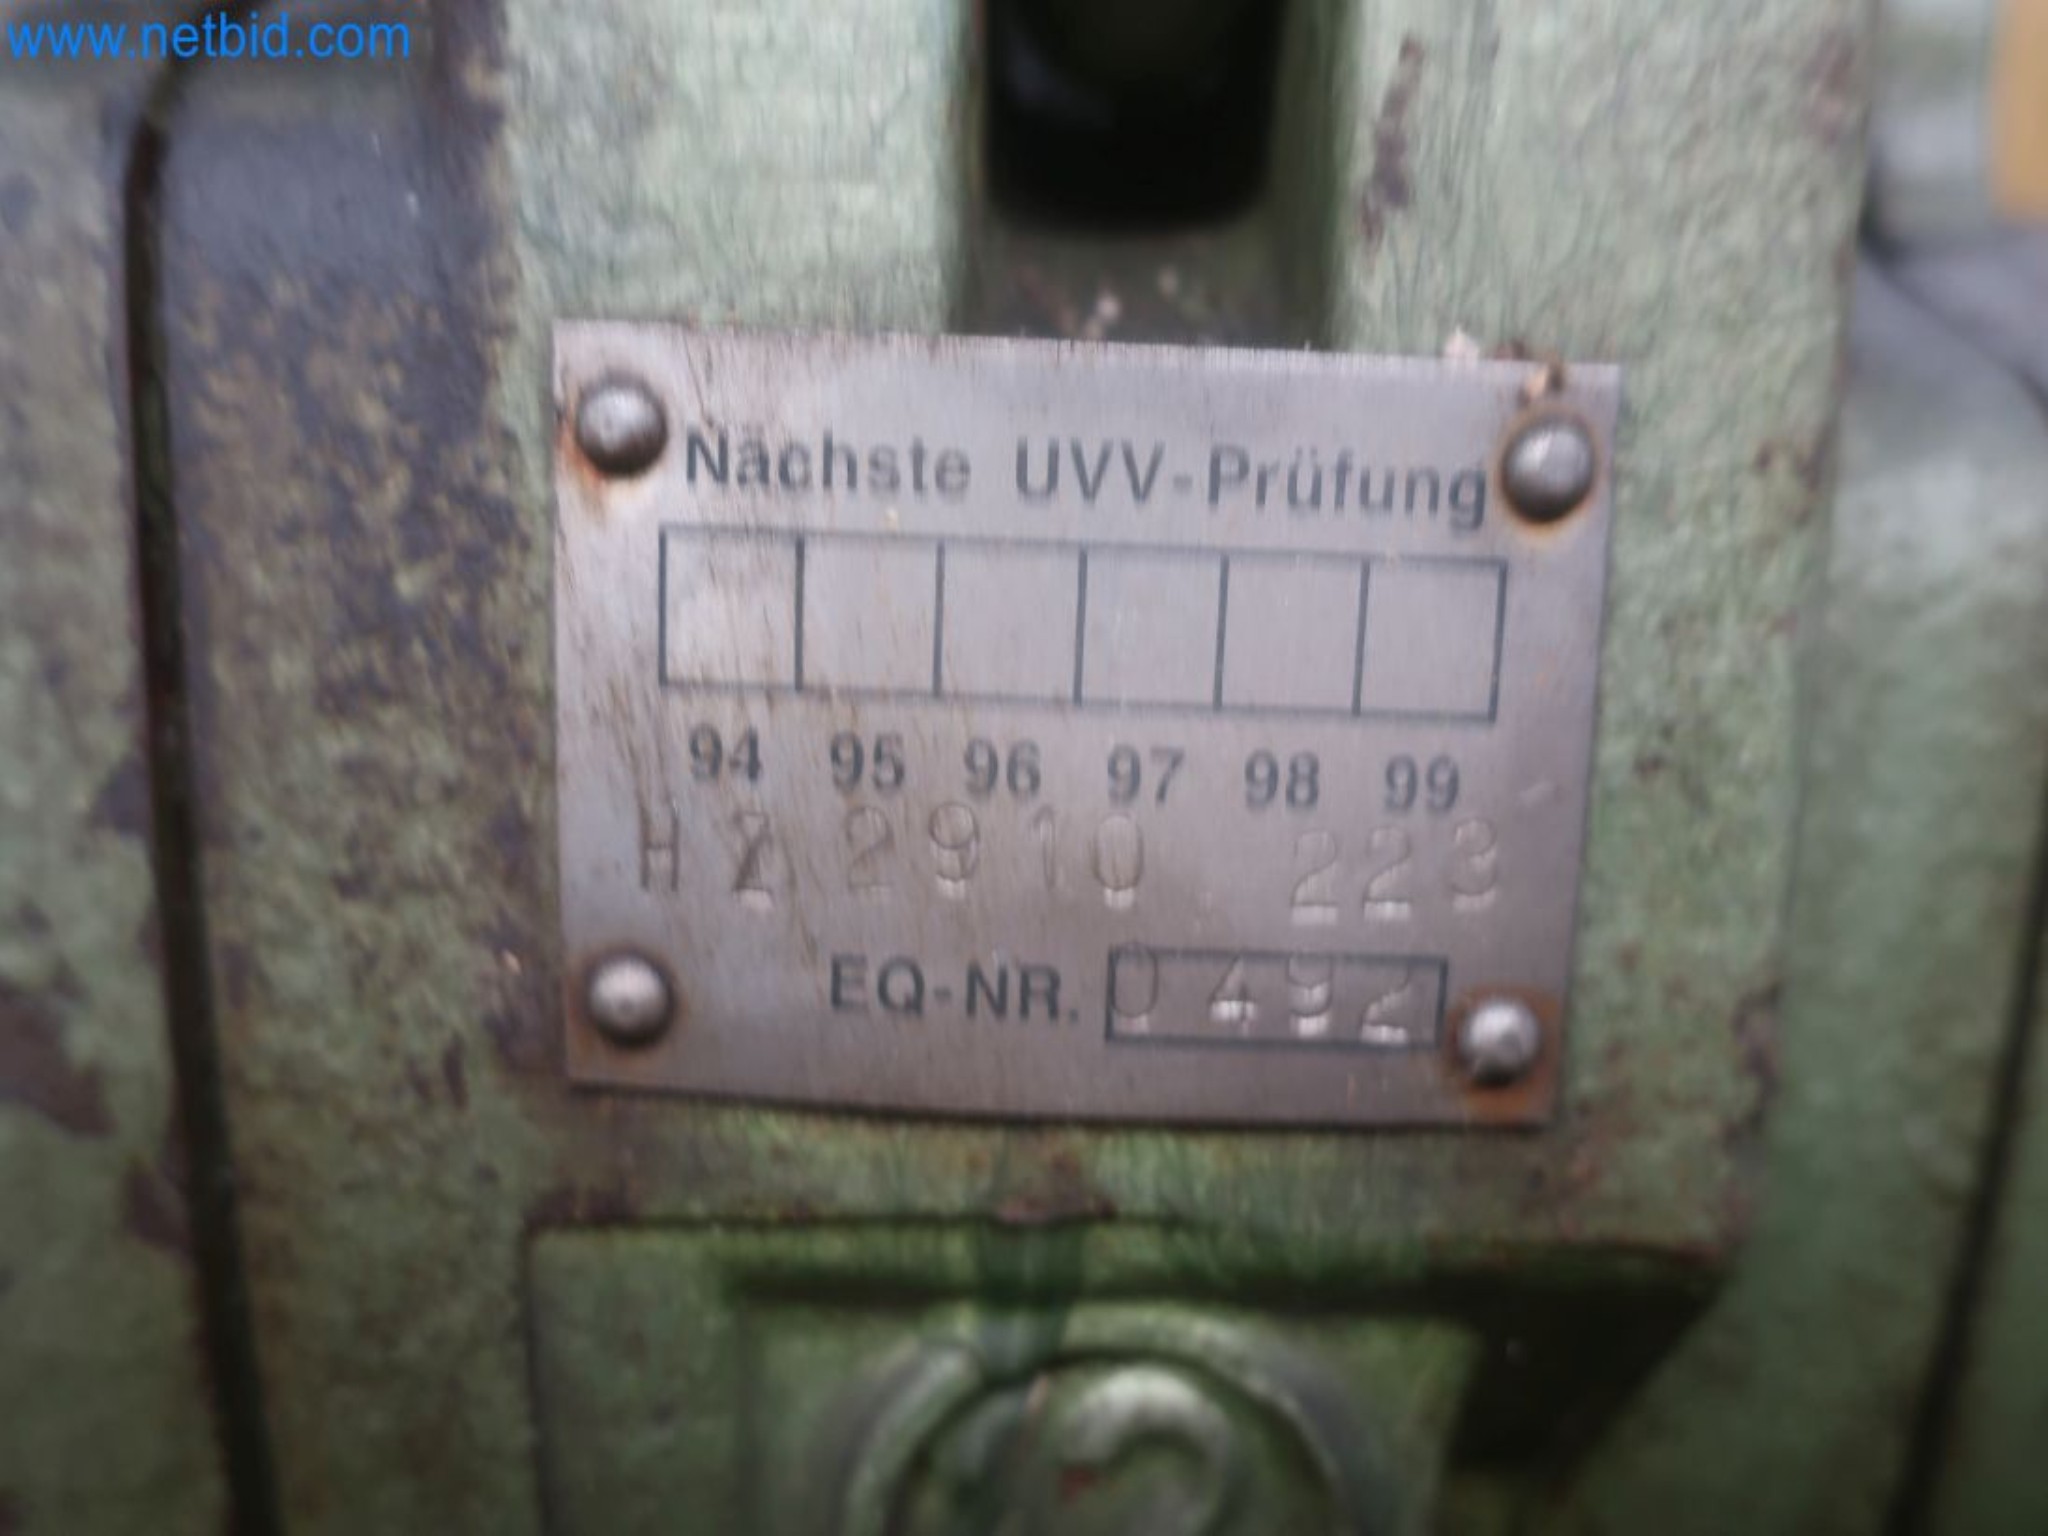 www.netbid.com
Nächste UVV-Prüfung
94 95 96 97 98 99
2910 223
EQ-NR. 0492